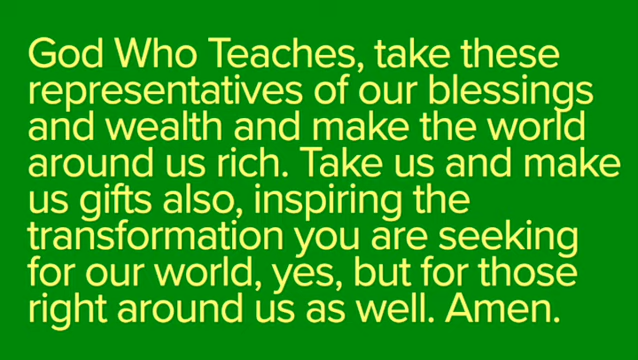 God Who Teaches, take these
representatives of our blessings
and wealth and make the world
around us rich. Take us and make
us gifts also, inspiring the
transformation you are seeking
for our world, yes, but for those
right around us as well. Amen.